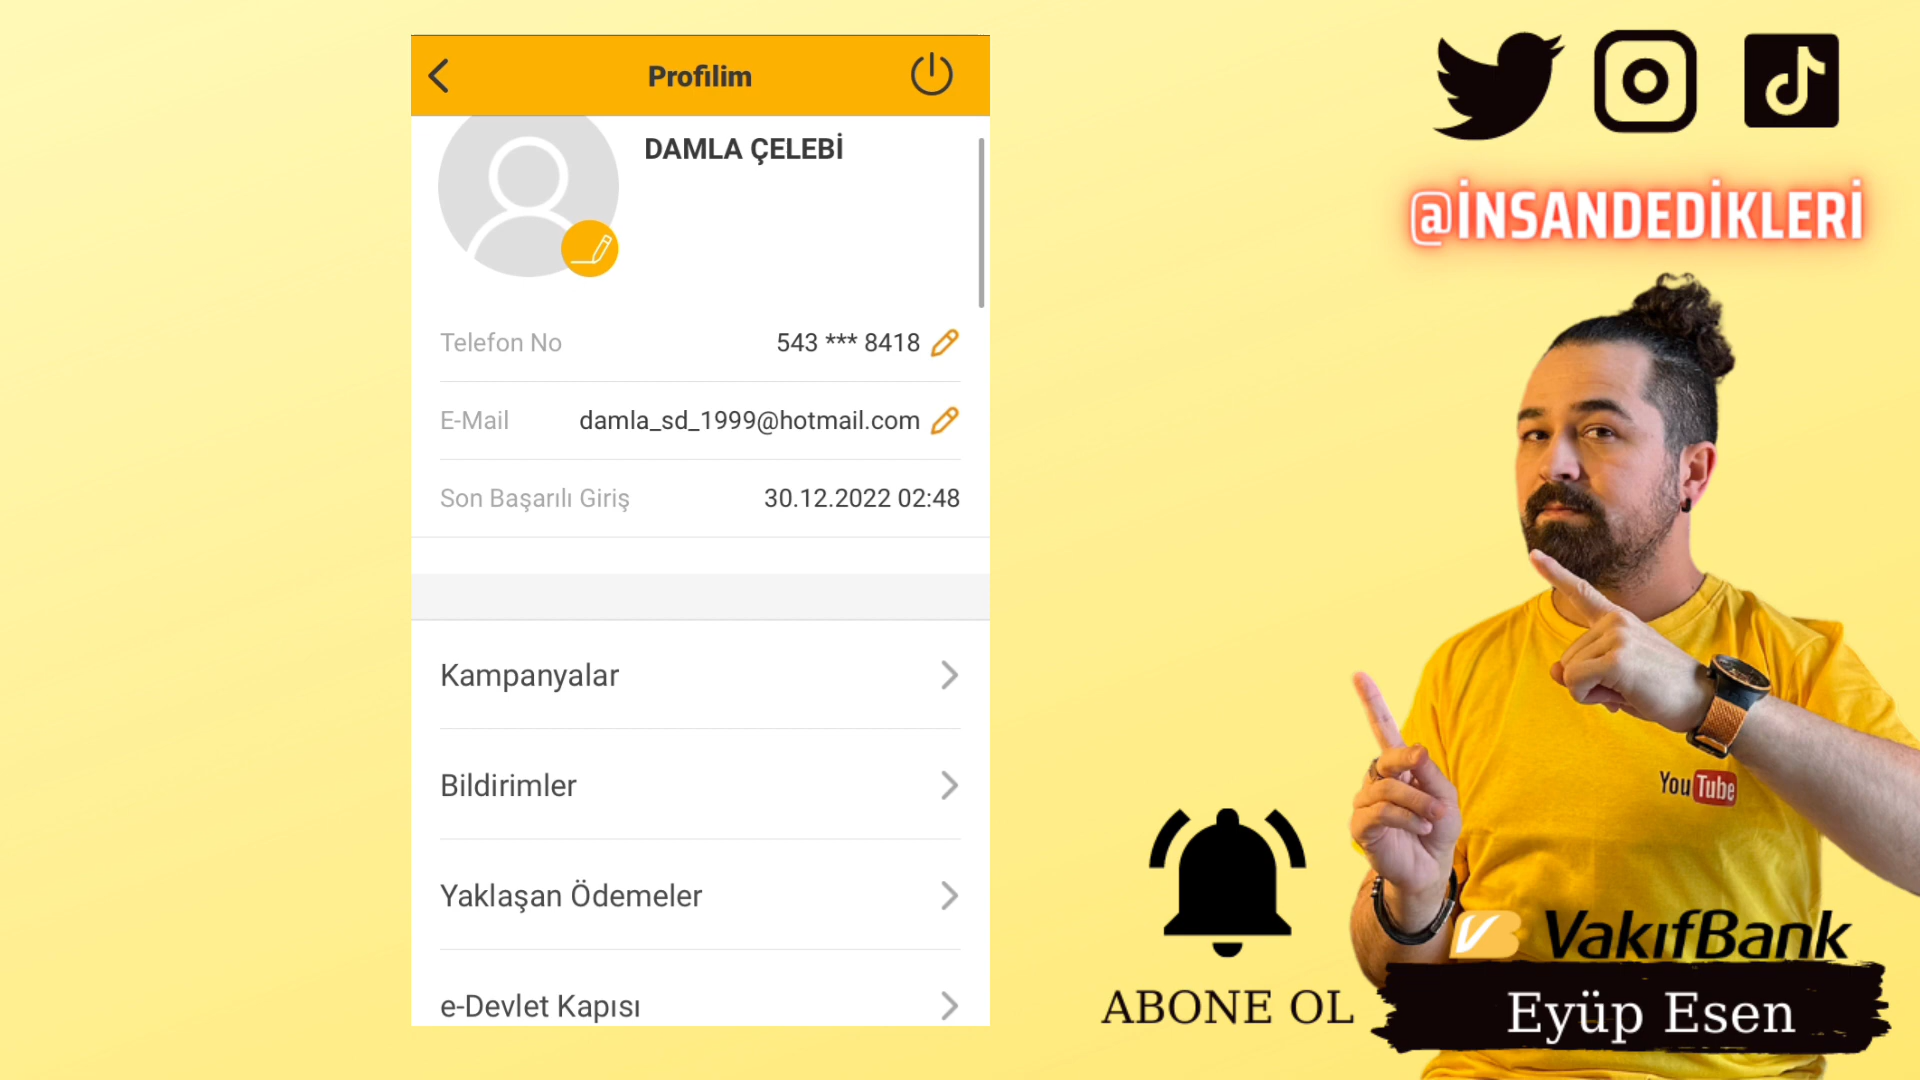 Profilim
DAMLA ÇELEBİ
Telefon No 543 *** 8418
E-Mail damla_sd_1999@hotmail.com
Son Başarılı Giriş 30.12.2022 02:48
Kampanyalar
Bildirimler
Yaklaşan Ödemeler
e-Devlet Kapısı
@İNSANDEDİKLERİ
YouTube
VakıfBank
ABONE OL
Eyüp Esen